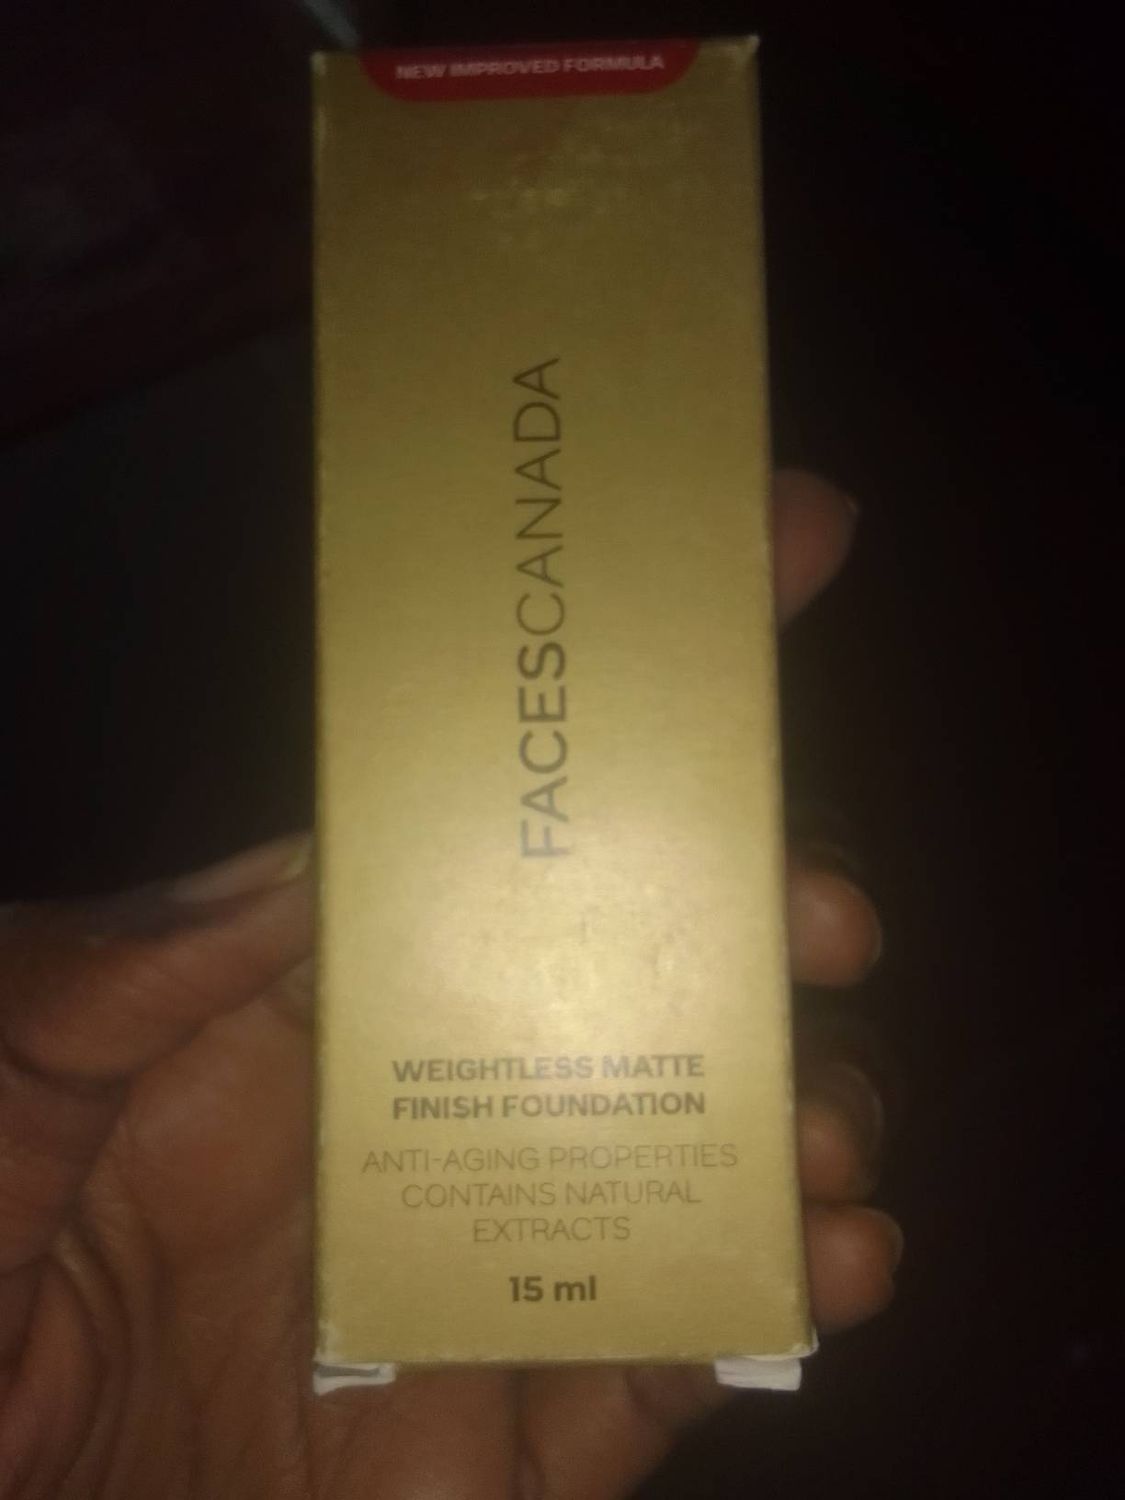 NEW IMPROVED FORMULA
FACESCANADA
WEIGHTLESS MATTE
FINISH FOUNDATION
ANTI-AGING PROPERTIES
CONTAINS NATURAL
EXTRACTS
15 ml